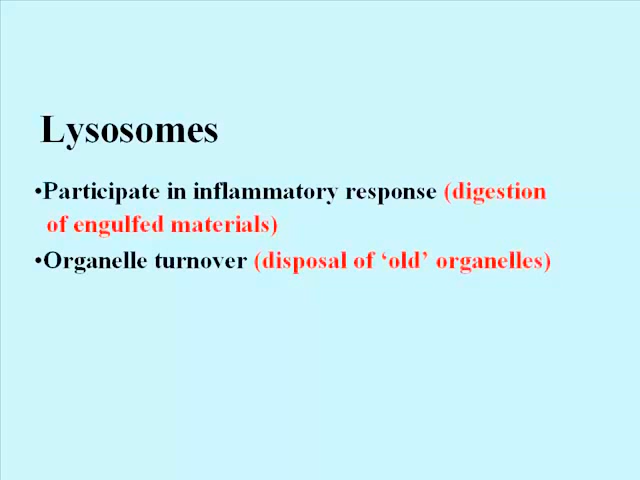 Lysosomes
•Participate in inflammatory response (digestion
of engulfed materials)
•Organelle turnover (disposal of ‘old’ organelles)